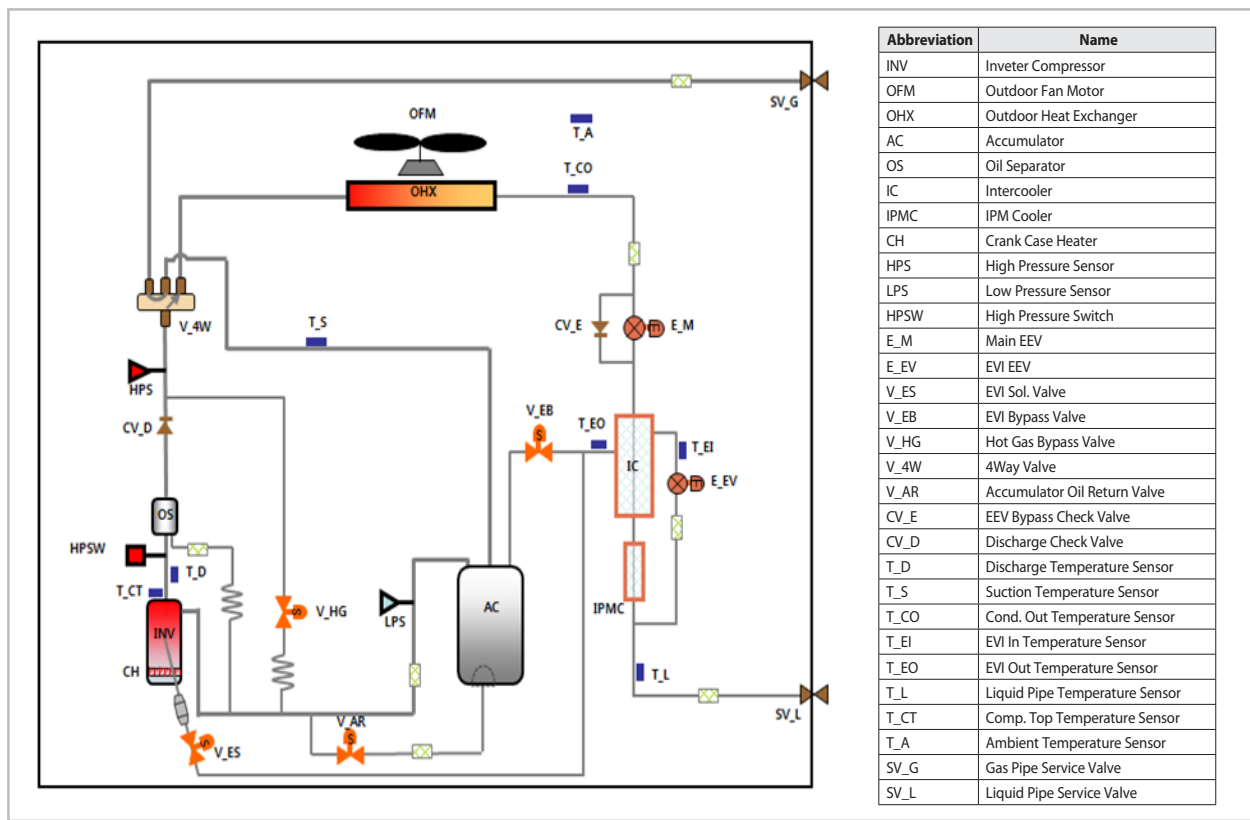 SV_G
OFM
T_A
T_CO
OHX
V_4W
T_S
CV_E
E_M
HPS
CV_D
V_EB
T_EO
IC
T_EI
E_EV
OS
HPSW
T_D
T_CT
INV
CH
V_HG
LPS
AC
IPMC
T_L
SV_L
V_AR
V_ES
S
S
S
S
Abbreviation Name
INV Inveter Compressor
OFM Outdoor Fan Motor
OHX Outdoor Heat Exchanger
AC Accumulator
OS Oil Separator
IC Intercooler
IPMC IPM Cooler
CH Crank Case Heater
HPS High Pressure Sensor
LPS Low Pressure Sensor
HPSW High Pressure Switch
E_M Main EEV
E_EV EVI EEV
V_ES EVI Sol. Valve
V_EB EVI Bypass Valve
V_HG Hot Gas Bypass Valve
V_4W 4Way Valve
V_AR Accumulator Oil Return Valve
CV_E EEV Bypass Check Valve
CV_D Discharge Check Valve
T_D Discharge Temperature Sensor
T_S Suction Temperature Sensor
T_CO Cond. Out Temperature Sensor
T_EI EVI In Temperature Sensor
T_EO EVI Out Temperature Sensor
T_L Liquid Pipe Temperature Sensor
T_CT Comp. Top Temperature Sensor
T_A Ambient Temperature Sensor
SV_G Gas Pipe Service Valve
SV_L Liquid Pipe Service Valve